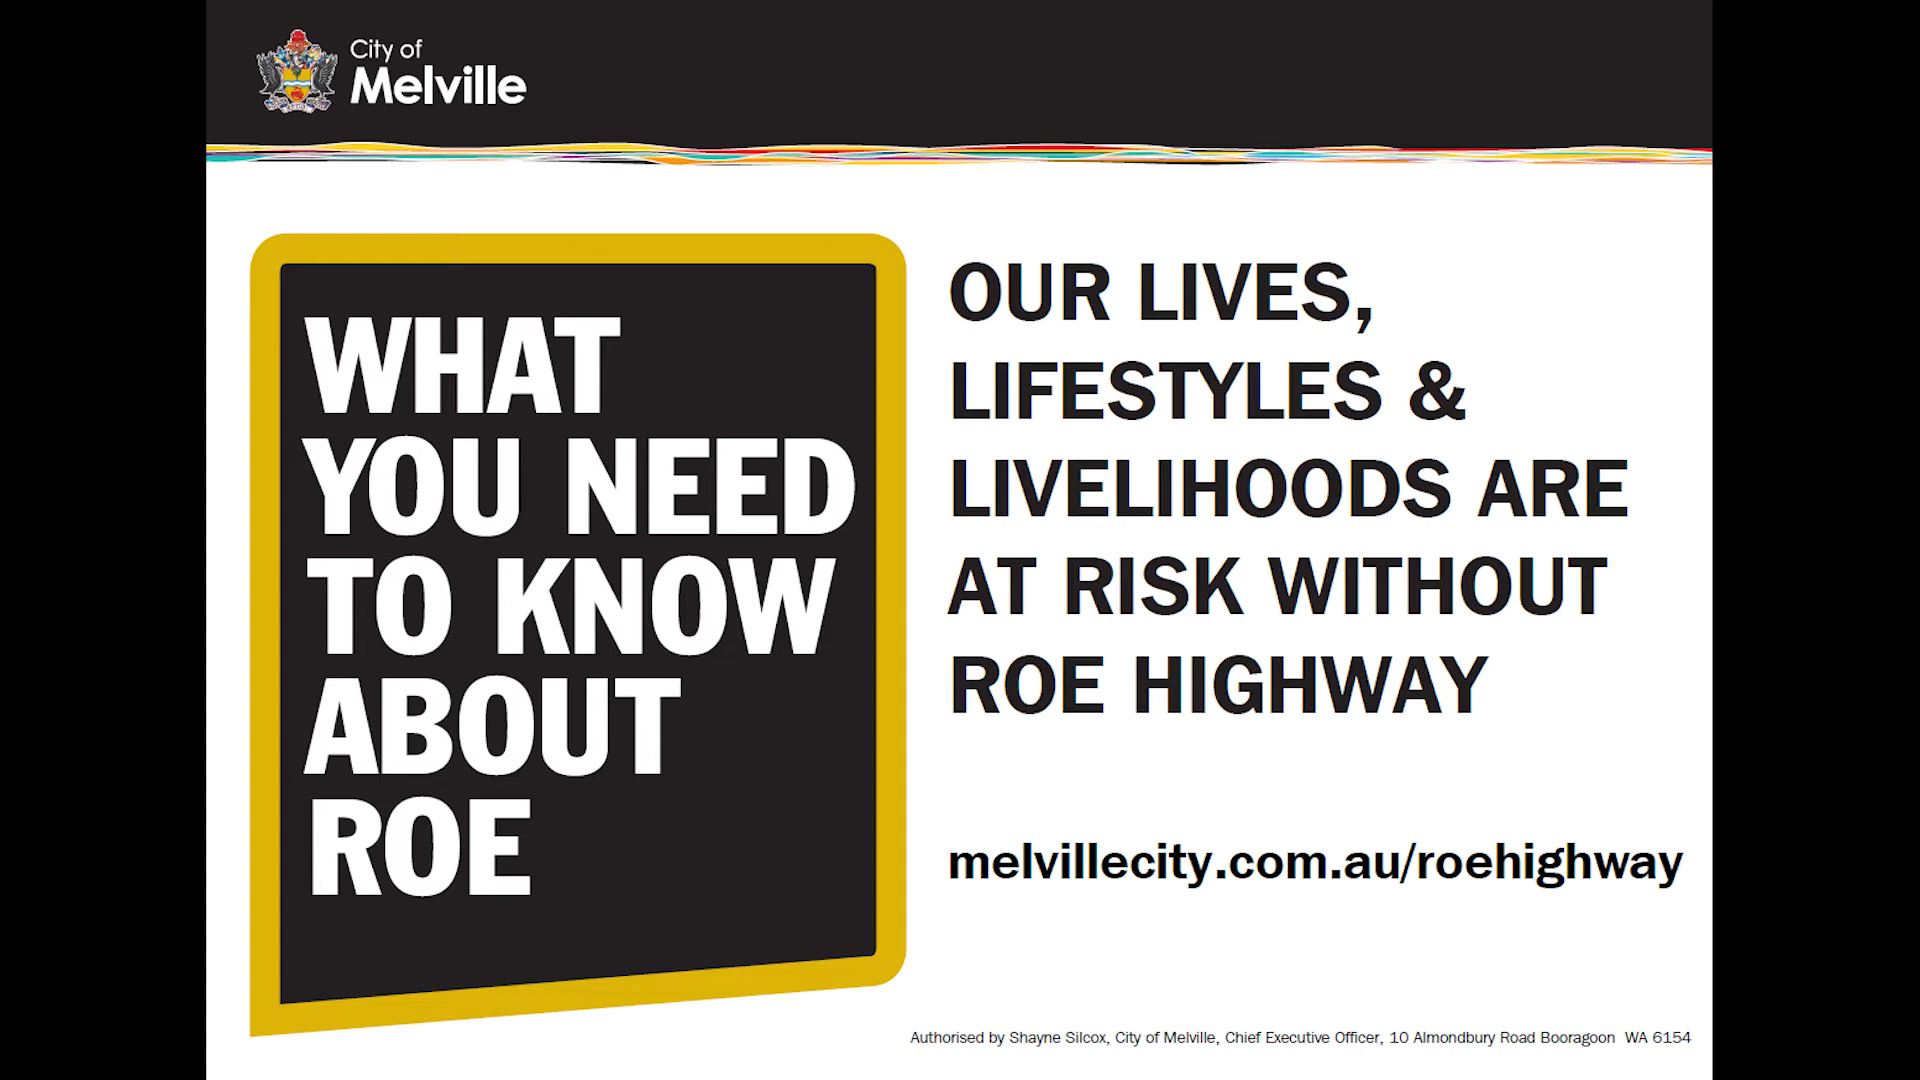 City of
Melville
WHAT
YOU NEED
TO KNOW
ABOUT
ROE
OUR LIVES,
LIFESTYLES &
LIVELIHOODS ARE
AT RISK WITHOUT
ROE HIGHWAY
melvillecity.com.au/roehighway
Authorised by Shayne Silcox, City of Melville, Chief Executive Officer, 10 Almondbury Road Booragoon WA 6154